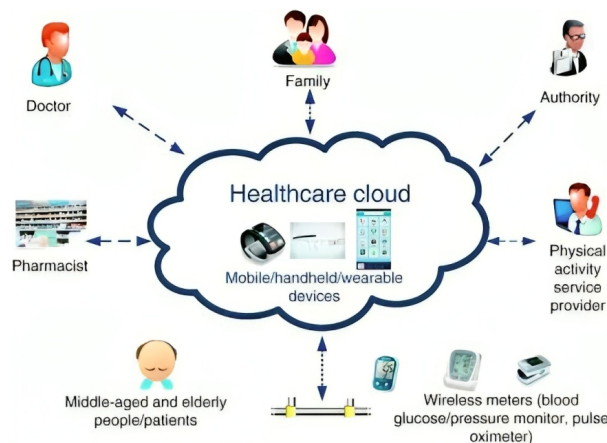 Doctor
Family
Authority
Healthcare cloud
Mobile/handheld/wearable
devices
Pharmacist
Physical
activity
service
provider
Middle-aged and elderly
people/patients
Wireless meters (blood
glucose/pressure monitor, pulse
oximeter)